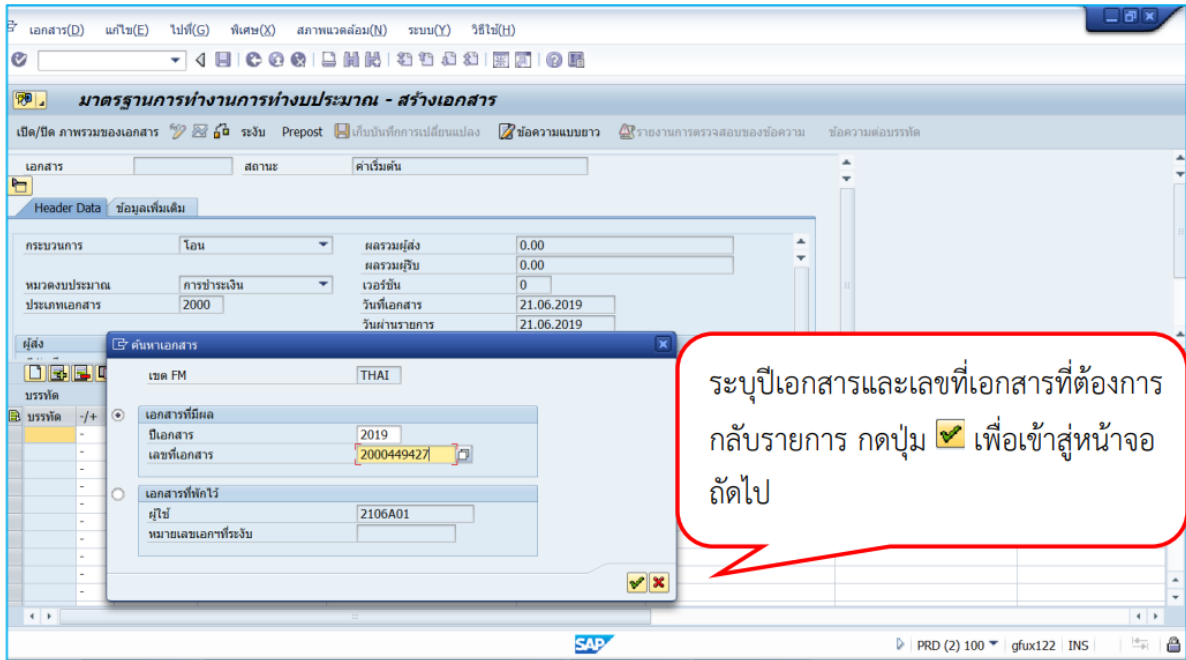 เอกสาร(D) แก้ไข(E) ไปที่(G) พิเศษ(X) สภาพแวดล้อม(N) ระบบ(Y) วิธีใช้(H)
มาตรฐานการทำงานการทำงบประมาณ - สร้างเอกสาร
เปิด/ปิด ภาพรวมของเอกสาร ระงับ Prepost เก็บบันทึกการเปลี่ยนแปลง ข้อความแบบยาว รายงานการตรวจสอบของข้อความ ข้อความต่อบรรทัด
เอกสาร สถานะ ค่าเริ่มต้น
Header Data ข้อมูลเพิ่มเติม
กระบวนการ โอน ผลรวมผู้ส่ง 0.00
ผลรวมผู้รับ 0.00
หมวดงบประมาณ การชำระเงิน เวอร์ชัน 0
ประเภทเอกสาร 2000 วันที่เอกสาร 21.06.2019
วันผ่านรายการ 21.06.2019
ผู้ส่ง
บรรทัด
บรรทัด -/+
ค้นหาเอกสาร
เขต FM THAI
เอกสารที่มีผล
ปีเอกสาร 2019
เลขที่เอกสาร 2000449427
เอกสารที่พักไว้
ผู้ใช้ 2106A01
หมายเลขเอกฯที่ระงับ
ระบุปีเอกสารและเลขที่เอกสารที่ต้องการ
กลับรายการ กดปุ่ม เพื่อเข้าสู่หน้าจอ
ถัดไป
SAP PRD (2) 100 gfux122 INS